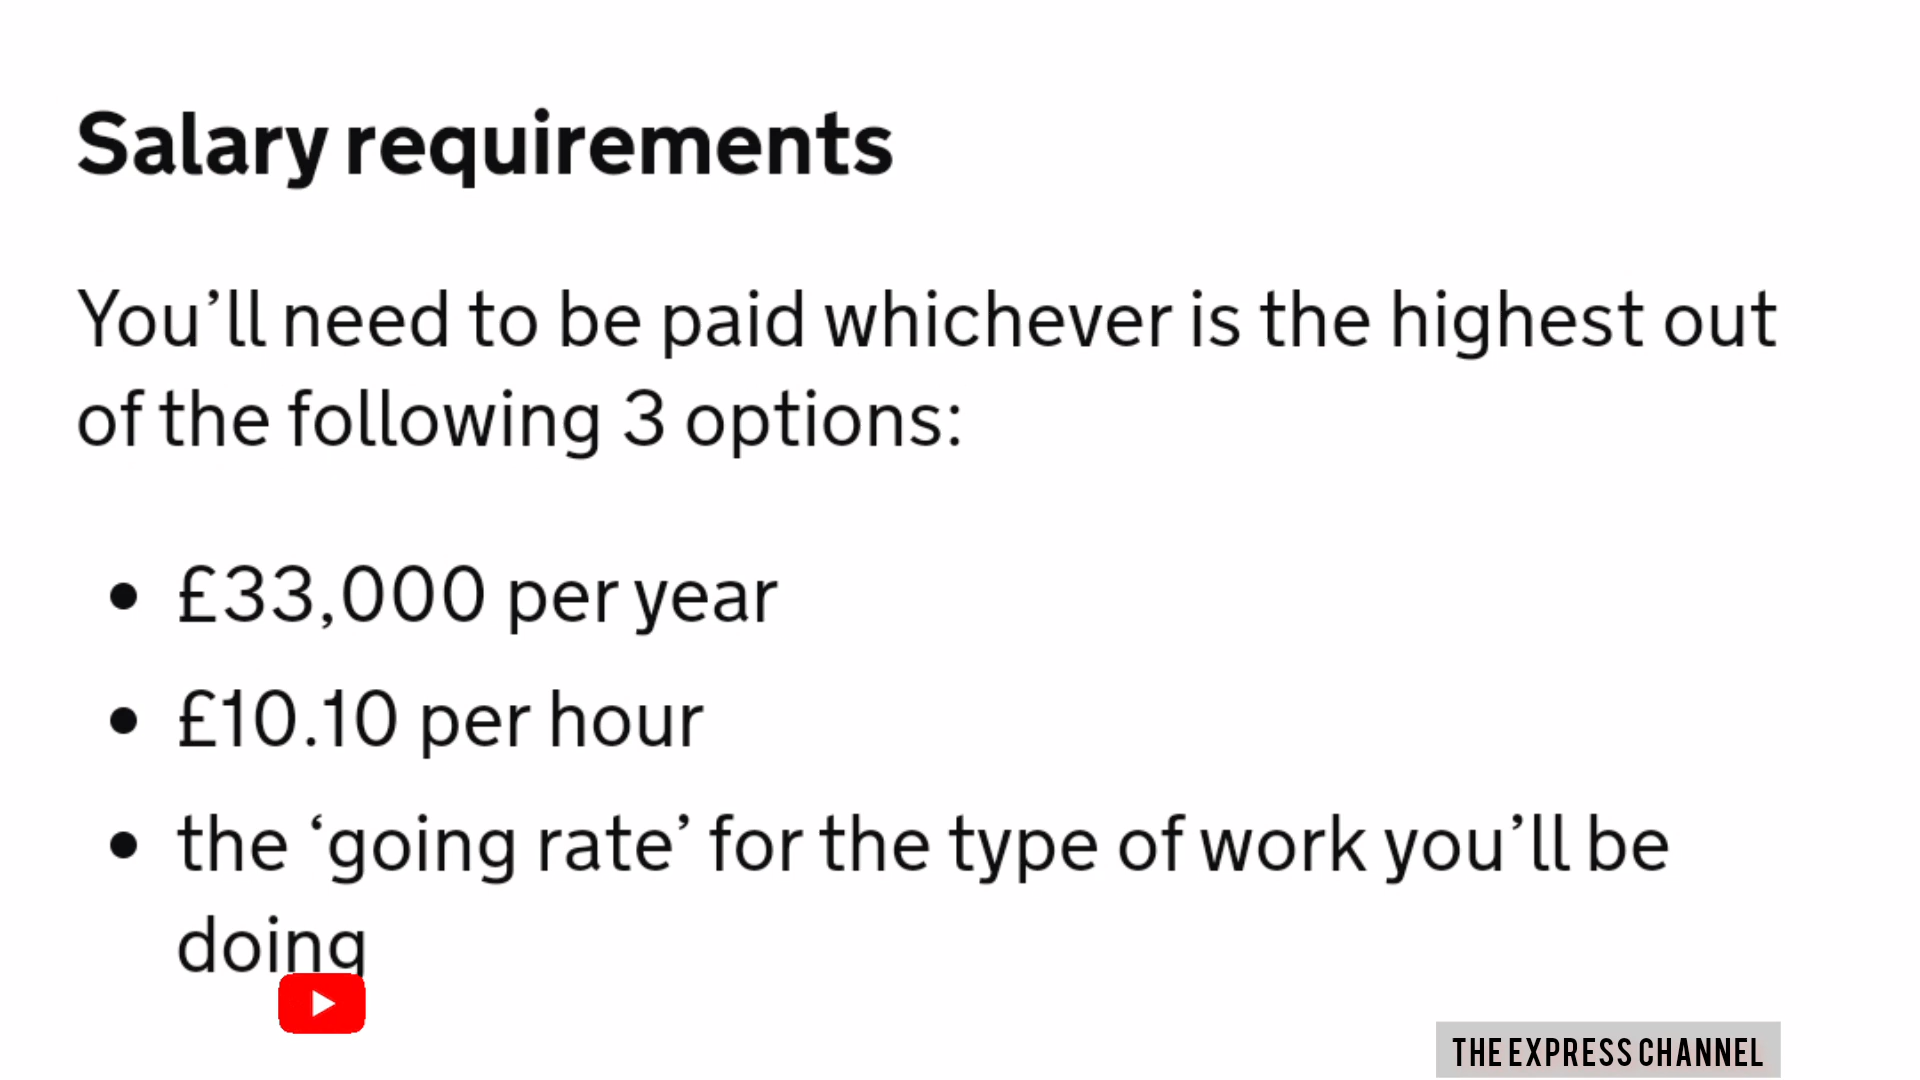 Salary requirements
You’ll need to be paid whichever is the highest out
of the following 3 options:
• £33,000 per year
• £10.10 per hour
• the ‘going rate’ for the type of work you’ll be
doing
THE EXPRESS CHANNEL